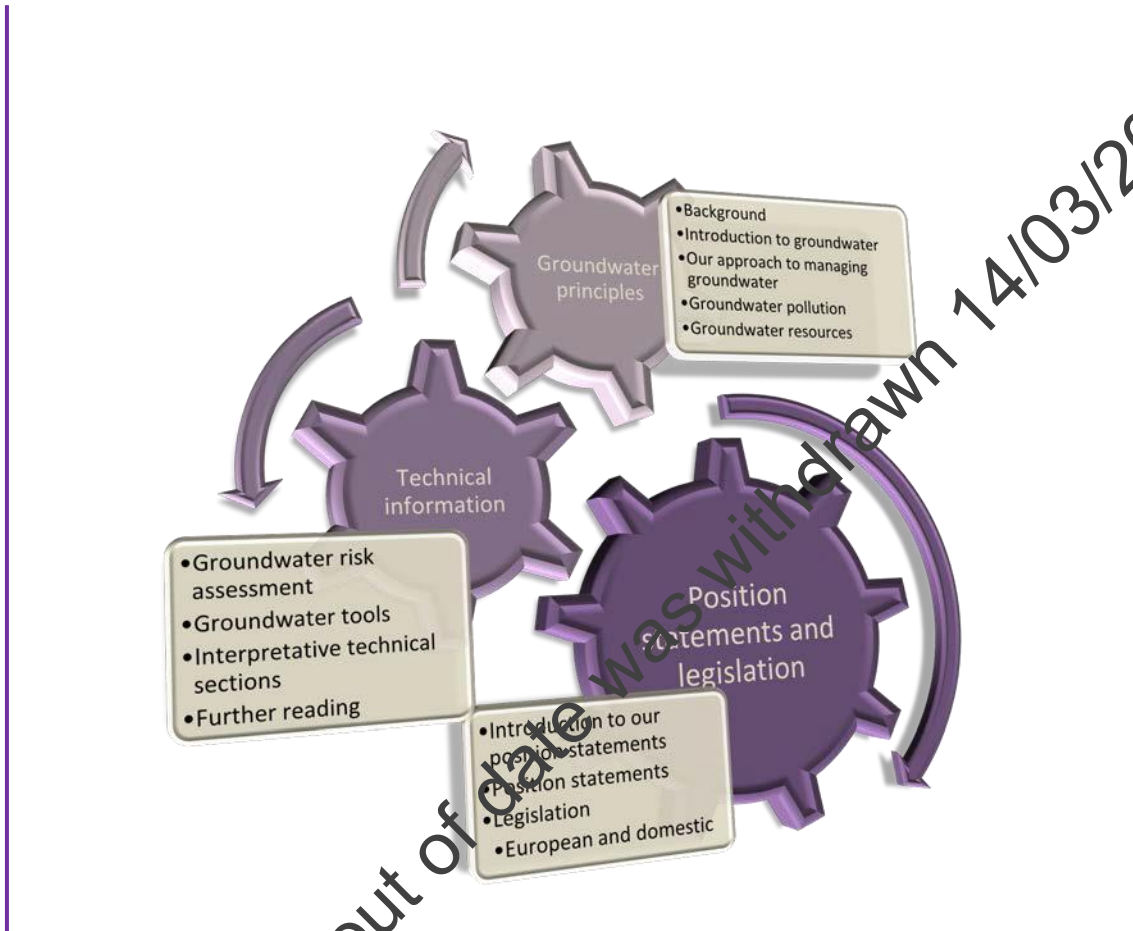 Groundwater
principles
•Background
•Introduction to groundwater
•Our approach to managing
groundwater
•Groundwater pollution
•Groundwater resources
Technical
information
•Groundwater risk
assessment
•Groundwater tools
•Interpretative technical
sections
•Further reading
Position
statements and
legislation
•Introduction to our
position statements
•Position statements
•Legislation
•European and domestic
out of date was withdrawn 14/03/2